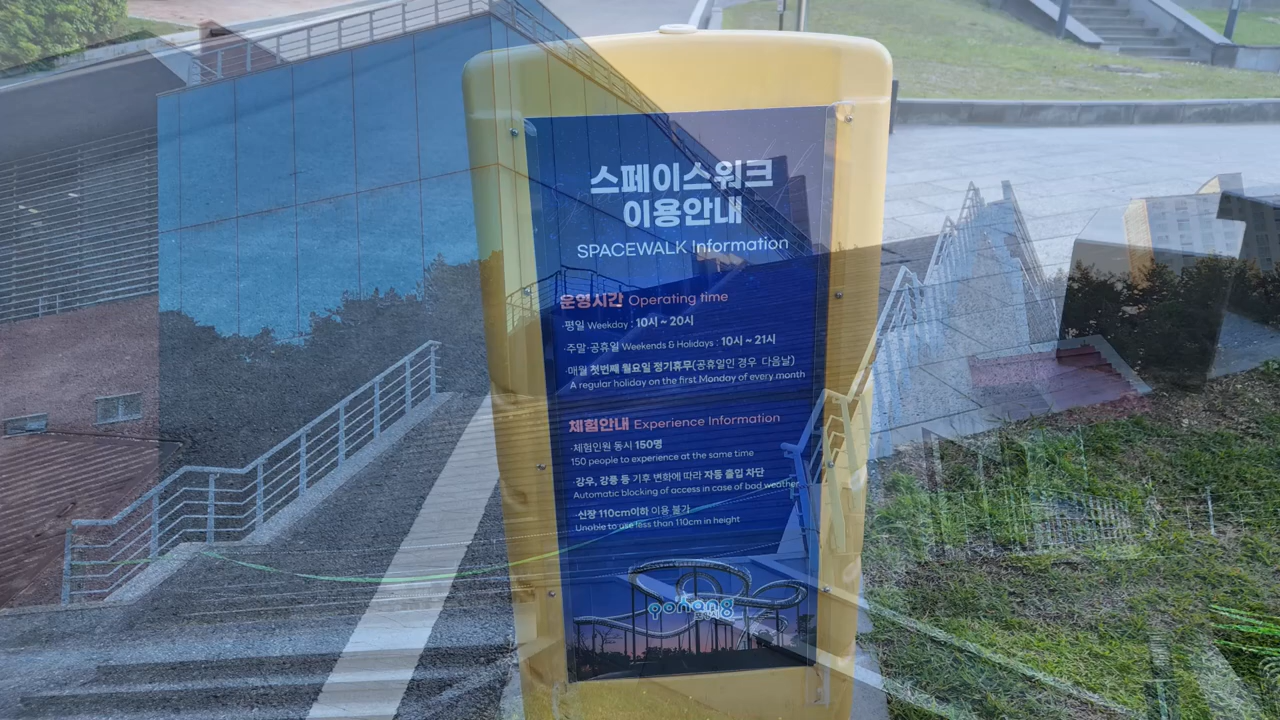 스페이스워크
이용안내
SPACEWALK Information
운영시간 Operating time
·평일 Weekday : 10시 ~ 20시
·주말·공휴일 Weekends & Holidays : 10시 ~ 21시
·매월 첫번째 월요일 정기휴무(공휴일인 경우 다음날)
A regular holiday on the first Monday of every month
체험안내 Experience Information
·체험인원 동시 150명
150 people to experience at the same time
·강우, 강풍 등 기후 변화에 따라 자동 출입 차단
Automatic blocking of access in case of bad weather
·신장 110cm이하 이용 불가
Unable to use less than 110cm in height
pohang